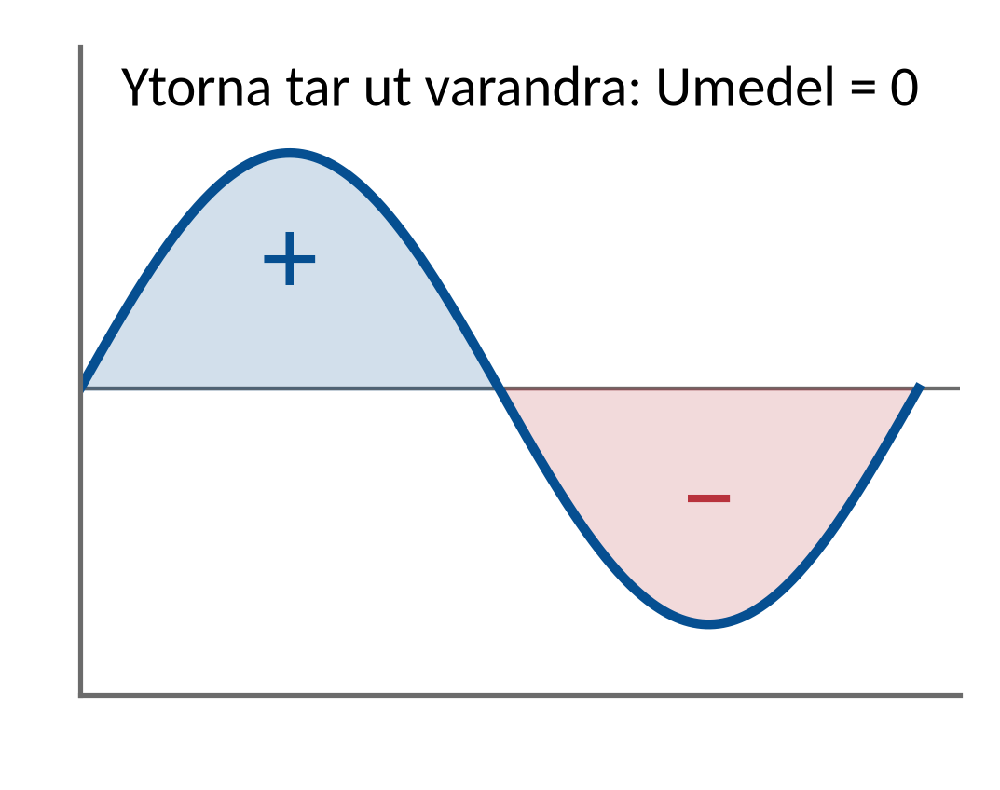 Ytorna tar ut varandra: Umedel = 0
+
−